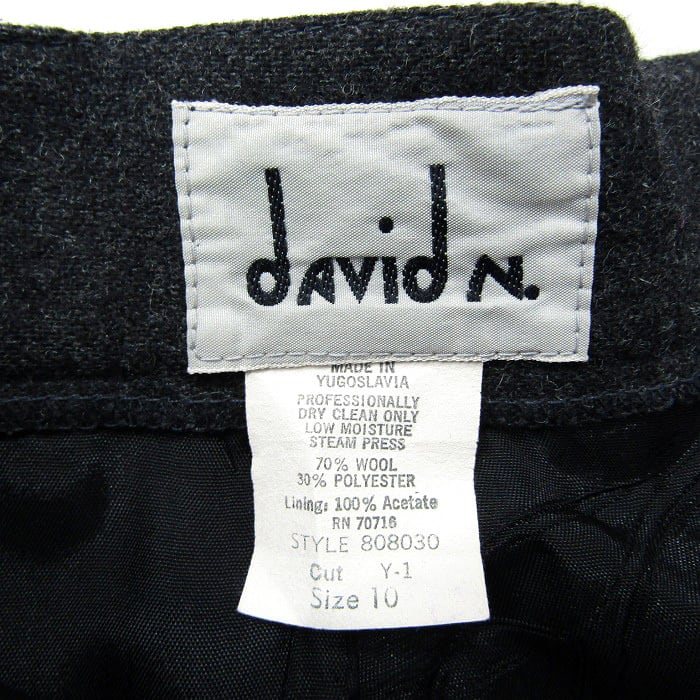 david N.
MADE IN
YUGOSLAVIA
PROFESSIONALLY
DRY CLEAN ONLY
LOW MOISTURE
STEAM PRESS
70% WOOL
30% POLYESTER
Lining: 100% Acetate
RN 70716
STYLE 808030
Cut Y-1
Size 10